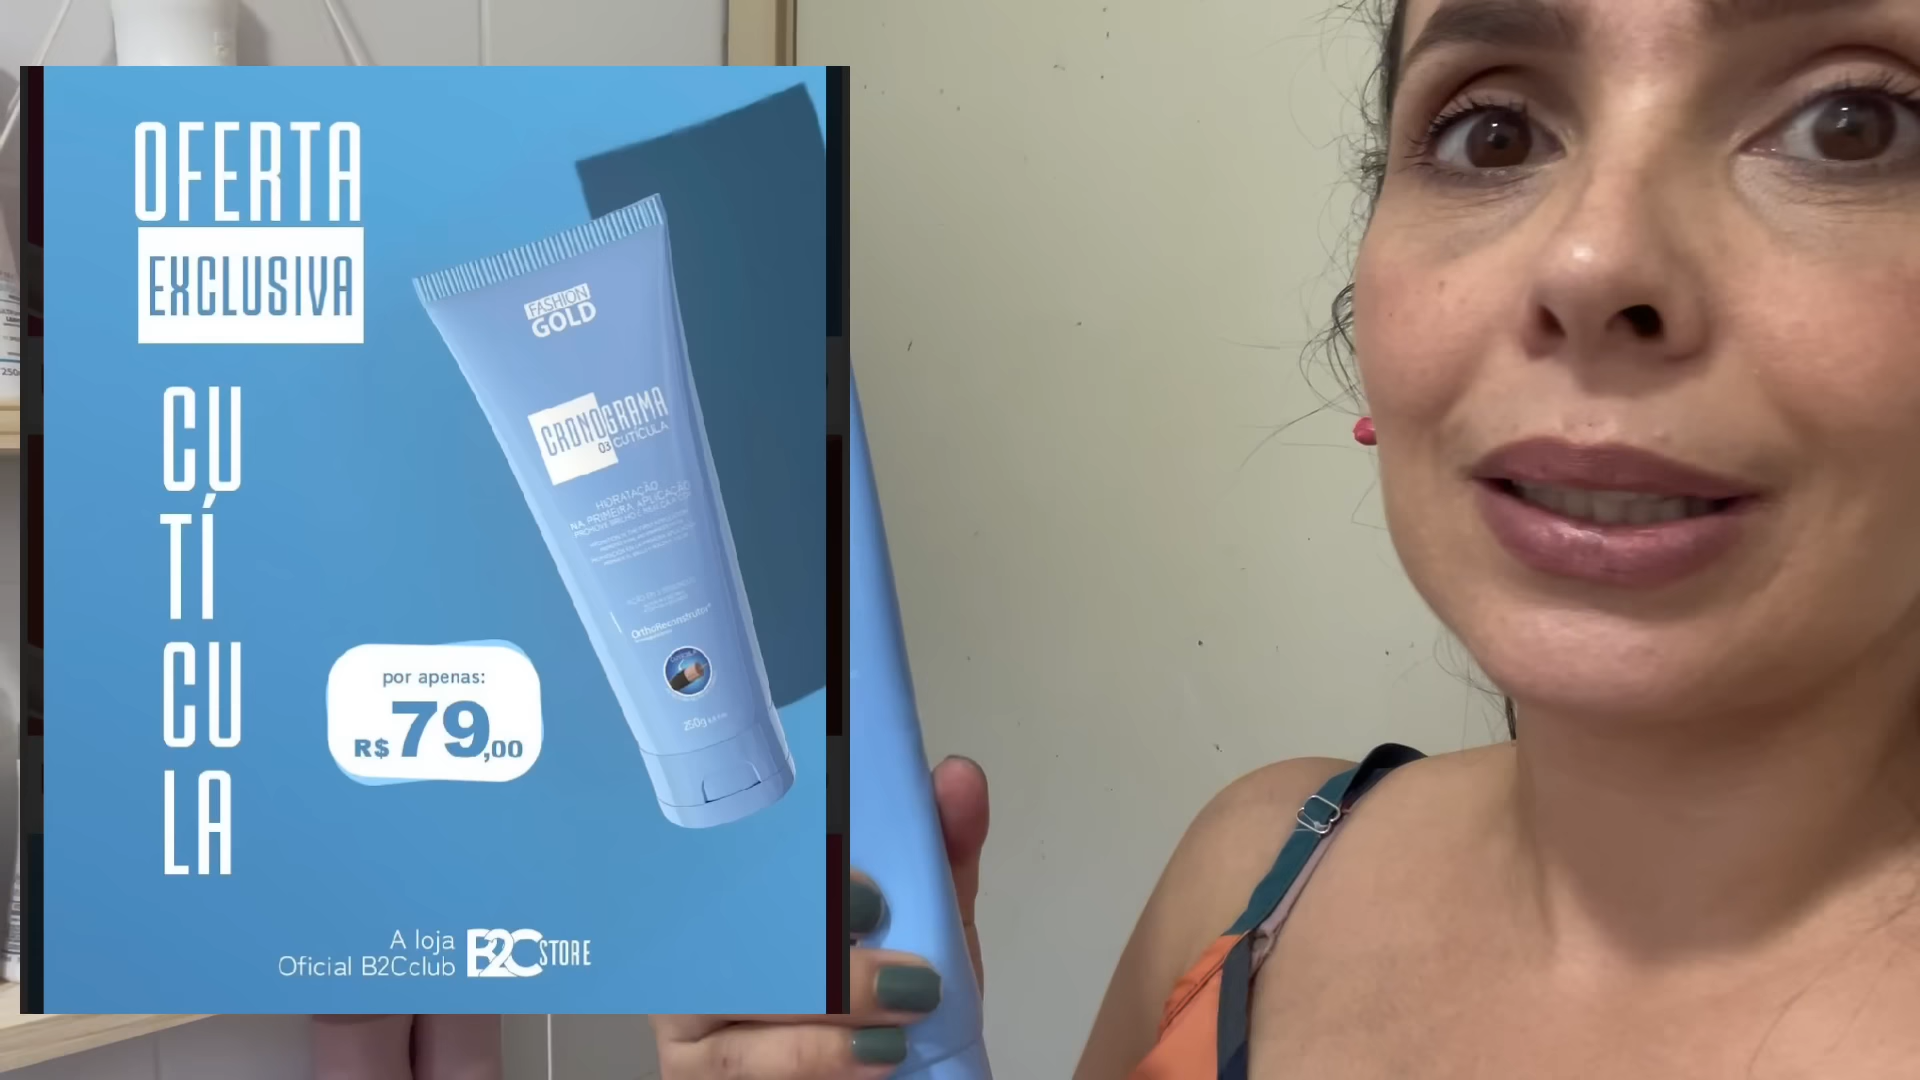 OFERTA
EXCLUSIVA
CU
TÍ
CU
LA
FASHION
GOLD
CRONOGRAMA
03 CUTÍCULA
HIDRATAÇÃO
NA PRIMEIRA APLICAÇÃO
OrthoReconstrutor®
250g
por apenas:
R$79,00
A loja
Oficial B2Cclub
B2C STORE
250